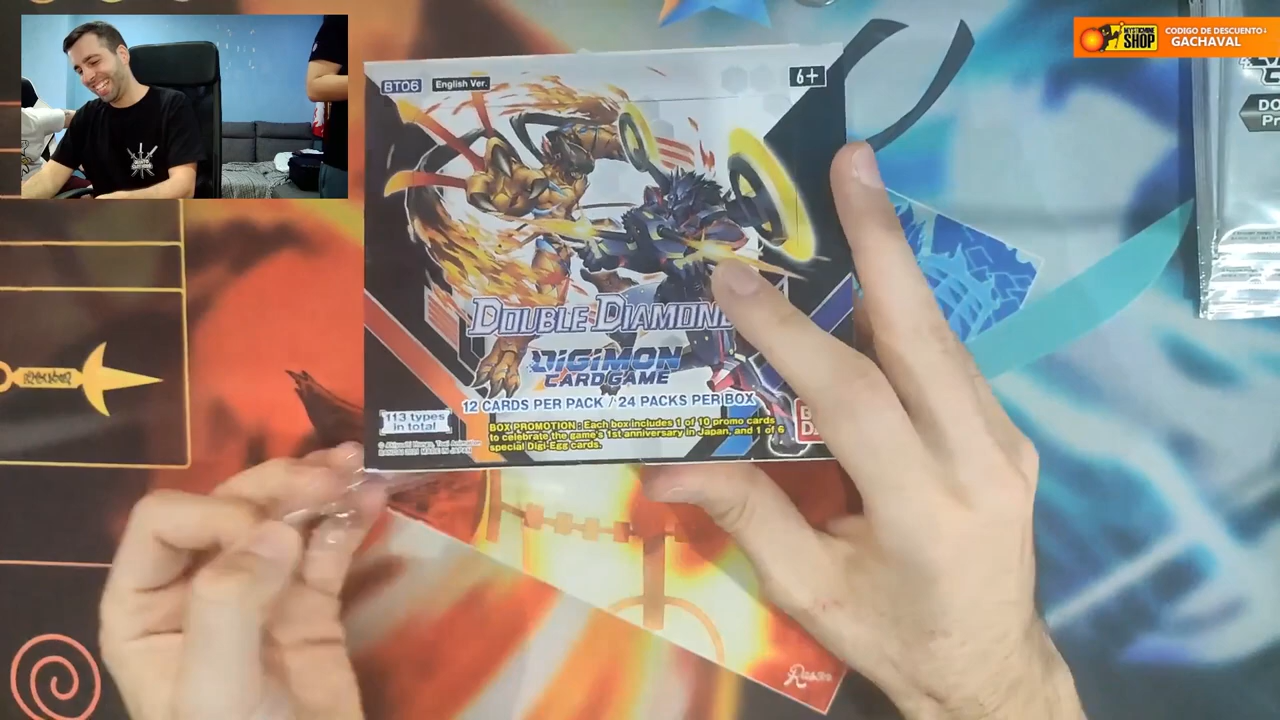 BT06
English Ver.
6+
DOUBLE DIAMOND
DIGIMON
CARD GAME
12 CARDS PER PACK / 24 PACKS PER BOX
113 types
in total
BOX PROMOTION : Each box includes 1 of 10 promo cards
to celebrate the game's 1st anniversary in Japan, and 1 of 6
special Digi-Egg cards.
MYSTICMINE
SHOP
CODIGO DE DESCUENTO:
GACHAVAL